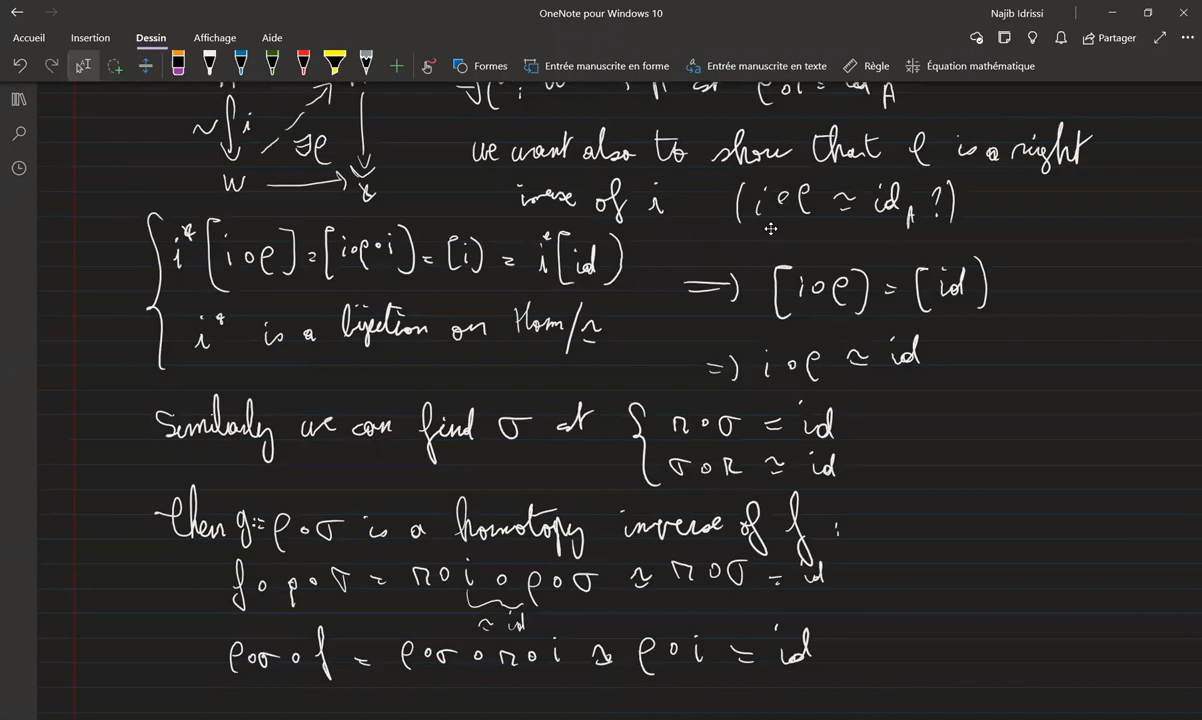 OneNote pour Windows 10
Najib Idrissi
Accueil Insertion Dessin Affichage Aide
Partager
Formes Entrée manuscrite en forme Entrée manuscrite en texte Règle Équation mathématique
~ i ∃ρ
W → X
we want also to show that ρ is a right
inverse of i (i∘ρ ≃ id_A ?)
i*[i∘ρ] = [i∘ρ∘i] = [i] = i*[id]
i* is a bijection on Hom/≃
⟹ [i∘ρ] = [id]
⟹ i∘ρ ≃ id
Similarly we can find σ st { r∘σ = id
σ∘r ≃ id
Then g := ρ∘σ is a homotopy inverse of f :
f∘ρ∘σ = r∘i∘ρ∘σ ≃ r∘σ = id
≃ id
ρ∘σ∘f = ρ∘σ∘r∘i ≃ ρ∘i = id